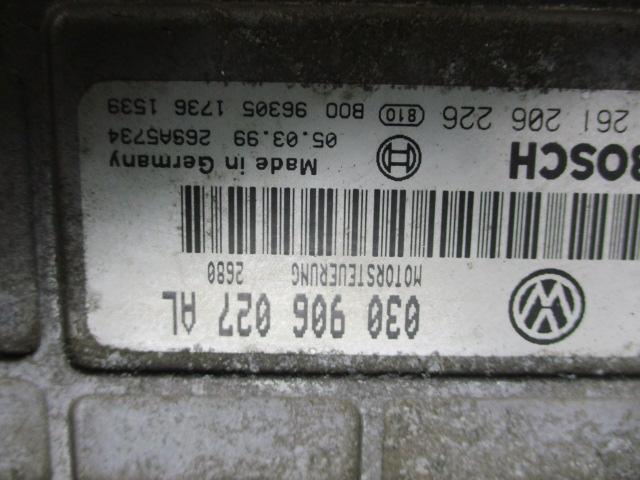 030 906 027 AL
MOTORSTEUERUNG 2680
BOSCH Made in Germany
05.03.99 269A5734
261 206 226 810 B00 96305 1736 1539